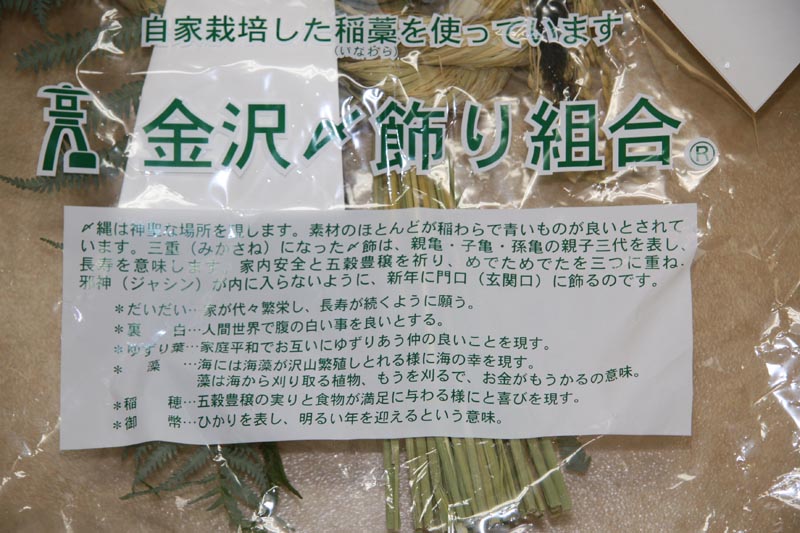 自家栽培した稲藁を使っています
(いなわら)
金沢〆飾り組合®
〆縄は神聖な場所を現します。素材のほとんどが稲わらで青いものが良いとされて
います。三重（みかさね）になった〆飾は、親亀・子亀・孫亀の親子三代を表し、
長寿を意味します。家内安全と五穀豊穣を祈り、めでためでたを三つに重ね、
邪神（ジャシン）が内に入らないように、新年に門口（玄関口）に飾るのです。
＊だいだい…家が代々繁栄し、長寿が続くように願う。
＊裏　　白…人間世界で腹の白い事を良いとする。
＊ゆずり葉…家庭平和でお互いにゆずりあう仲の良いことを現す。
＊　　藻　…海には海藻が沢山繁殖しとれる様に海の幸を現す。
藻は海から刈り取る植物、もうを刈るで、お金がもうかるの意味。
＊稲　　穂…五穀豊穣の実りと食物が満足に与わる様にと喜びを現す。
＊御　　幣…ひかりを表し、明るい年を迎えるという意味。